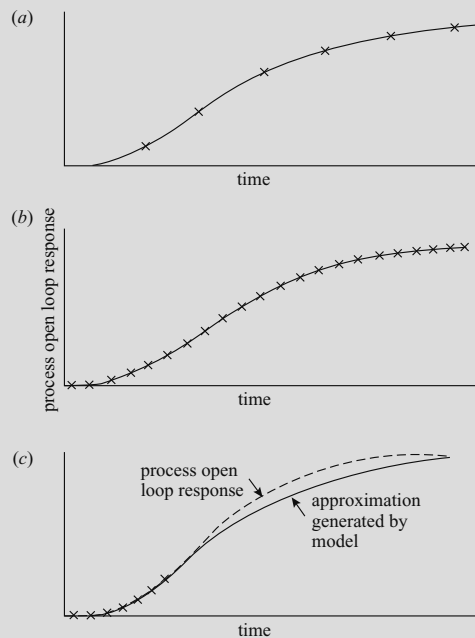 (a)
time
(b)
process open loop response
time
(c)
process open
loop response
approximation
generated by
model
time